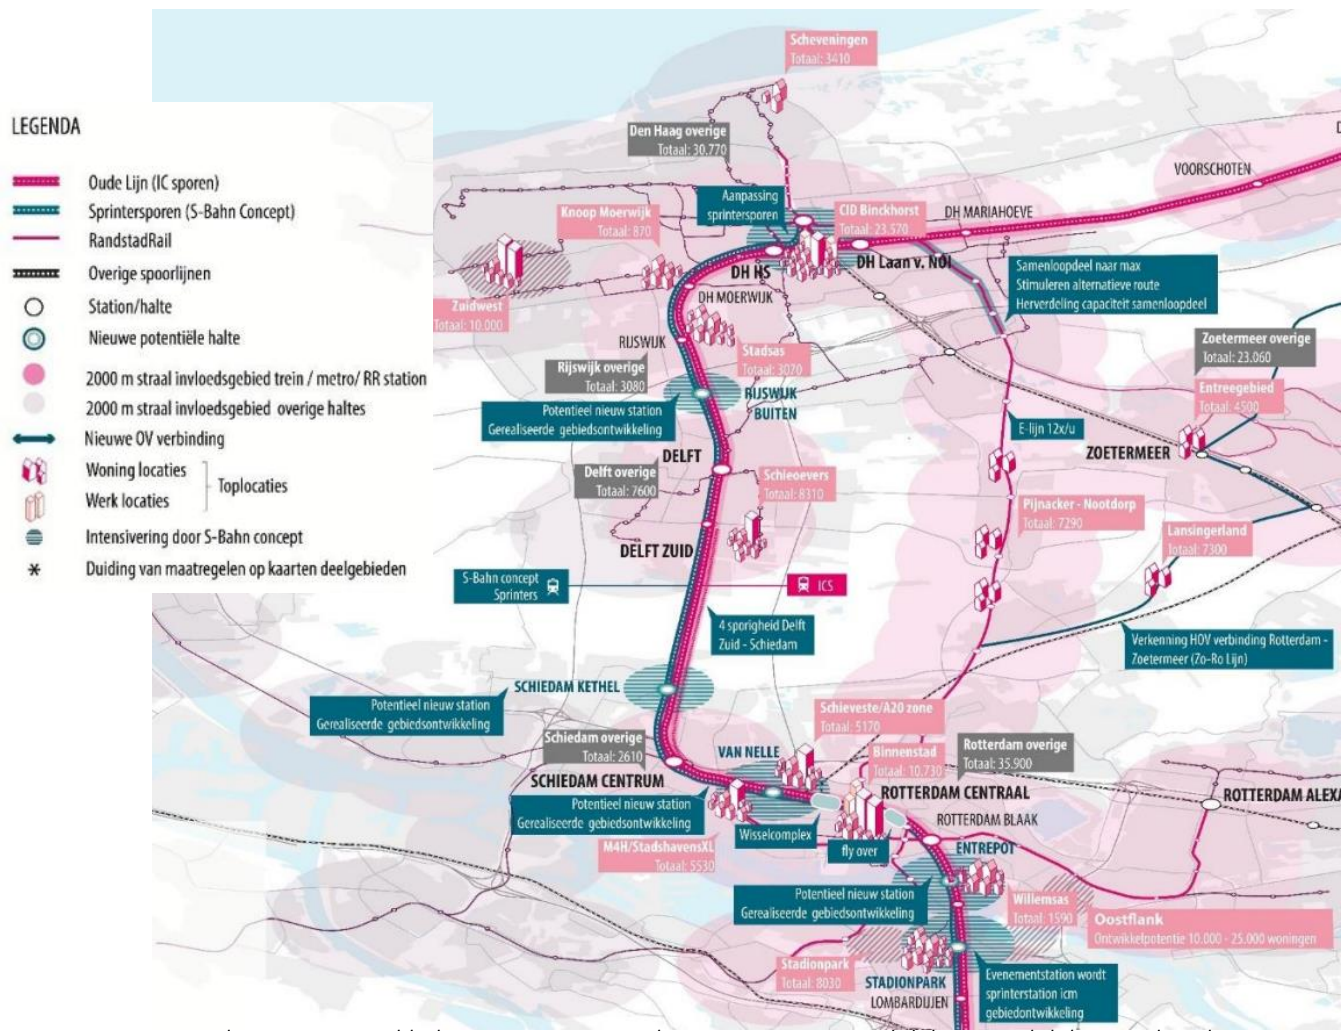 LEGENDA
Oude Lijn (IC sporen)
Sprintersporen (S-Bahn Concept)
RandstadRail
Overige spoorlijnen
Station/halte
Nieuwe potentiële halte
2000 m straal invloedsgebied trein / metro/ RR station
2000 m straal invloedsgebied overige haltes
Nieuwe OV verbinding
Woning locaties
Werk locaties
Toplocaties
Intensivering door S-Bahn concept
* Duiding van maatregelen op kaarten deelgebieden
Scheveningen
Totaal: 3410
Den Haag overige
Totaal: 30.770
VOORSCHOTEN
Aanpassing
sprintersporen
Knoop Moerwijk
Totaal: 870
CID Binckhorst
Totaal: 23.570
DH MARIAHOEVE
DH HS
DH Laan v. NOI
Samenloopdeel naar max
Stimuleren alternatieve route
Herverdeling capaciteit samenloopdeel
Zuidwest
Totaal: 10.000
DH MOERWIJK
RIJSWIJK
Stadsas
Totaal: 3070
Zoetermeer overige
Totaal: 23.060
Rijswijk overige
Totaal: 3080
Entreegebied
Totaal: 4500
RIJSWIJK
BUITEN
Potentieel nieuw station
Gerealiseerde gebiedsontwikkeling
E-lijn 12x/u
ZOETERMEER
DELFT
Delft overige
Totaal: 7600
Schieoevers
Totaal: 8310
Pijnacker - Nootdorp
Totaal: 7290
Lansingerland
Totaal: 7300
DELFT ZUID
S-Bahn concept
Sprinters
ICS
4 sporigheid Delft
Zuid - Schiedam
Verkenning HOV verbinding Rotterdam -
Zoetermeer (Zo-Ro Lijn)
SCHIEDAM KETHEL
Potentieel nieuw station
Gerealiseerde gebiedsontwikkeling
Schieveste/A20 zone
Totaal: 5170
Schiedam overige
Totaal: 2610
VAN NELLE
Binnenstad
Totaal: 10.730
Rotterdam overige
Totaal: 35.900
SCHIEDAM CENTRUM
ROTTERDAM CENTRAAL
ROTTERDAM ALEXA
Potentieel nieuw station
Gerealiseerde gebiedsontwikkeling
Wisselcomplex
ROTTERDAM BLAAK
M4H/StadshavensXL
Totaal: 5530
fly over
ENTREPOT
Potentieel nieuw station
Gerealiseerde gebiedsontwikkeling
Willemsas
Totaal: 1590
Oostflank
Ontwikkelpotentie 10.000 - 25.000 woningen
Stadionpark
Totaal: 8030
STADIONPARK
LOMBARDIJEN
Evenementstation wordt
sprinterstation icm
gebiedontwikkeling